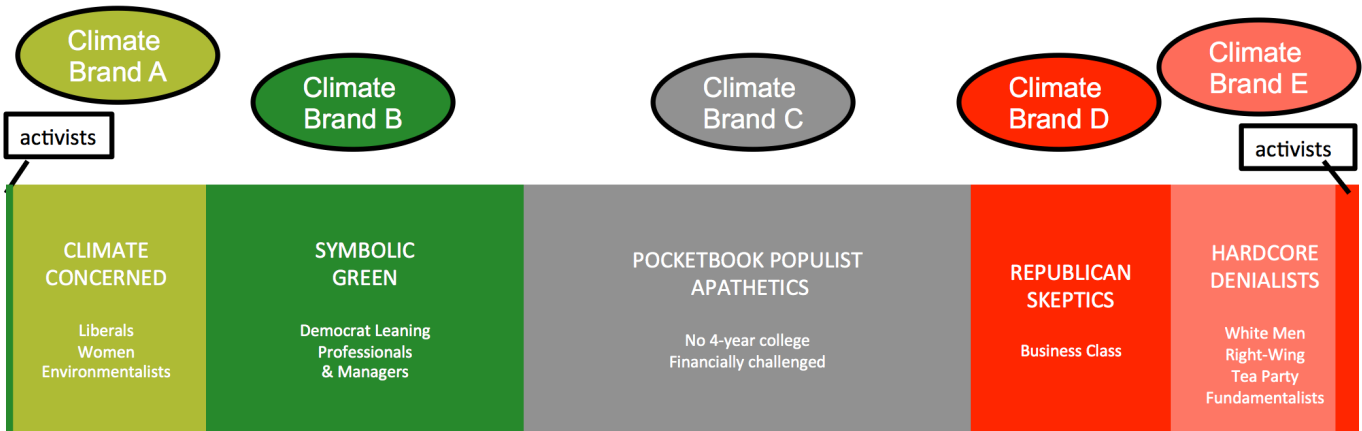 Climate
Brand A
Climate
Brand B
Climate
Brand C
Climate
Brand D
Climate
Brand E
activists
activists
CLIMATE
CONCERNED
Liberals
Women
Environmentalists
SYMBOLIC
GREEN
Democrat Leaning
Professionals
& Managers
POCKETBOOK POPULIST
APATHETICS
No 4-year college
Financially challenged
REPUBLICAN
SKEPTICS
Business Class
HARDCORE
DENIALISTS
White Men
Right-Wing
Tea Party
Fundamentalists